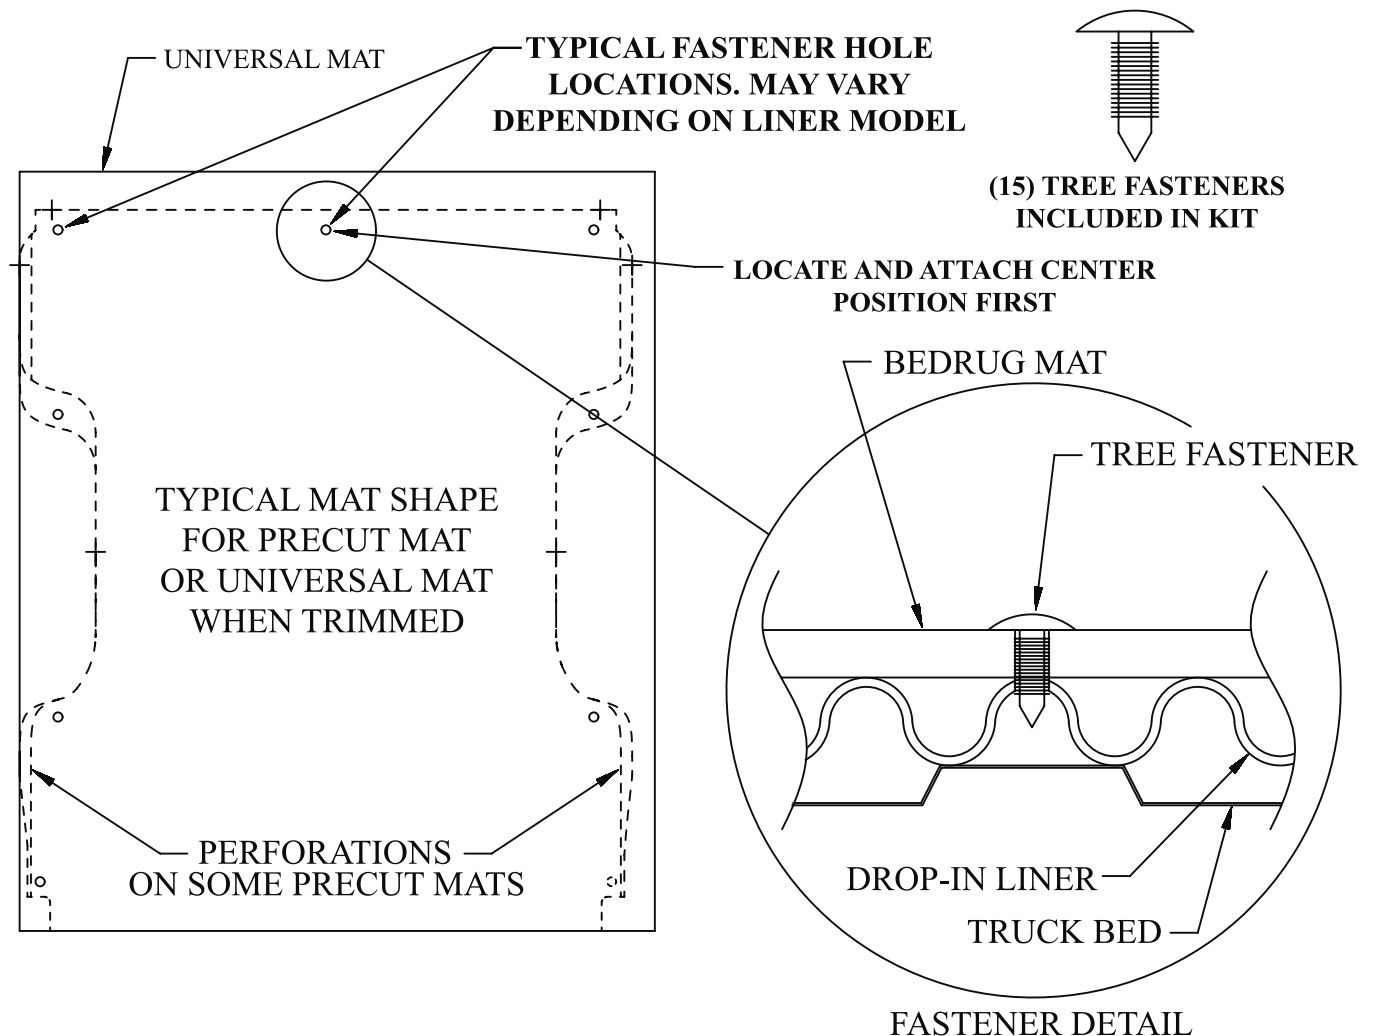 UNIVERSAL MAT
TYPICAL FASTENER HOLE
LOCATIONS. MAY VARY
DEPENDING ON LINER MODEL
(15) TREE FASTENERS
INCLUDED IN KIT
LOCATE AND ATTACH CENTER
POSITION FIRST
BEDRUG MAT
TREE FASTENER
TYPICAL MAT SHAPE
FOR PRECUT MAT
OR UNIVERSAL MAT
WHEN TRIMMED
PERFORATIONS
ON SOME PRECUT MATS
DROP-IN LINER
TRUCK BED
FASTENER DETAIL